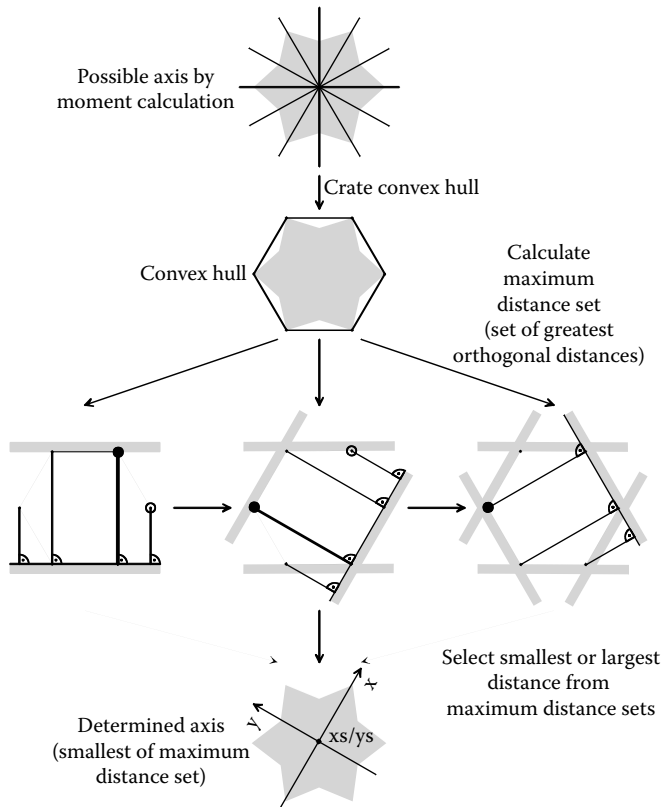 Possible axis by
moment calculation
Crate convex hull
Convex hull
Calculate
maximum
distance set
(set of greatest
orthogonal distances)
Select smallest or largest
distance from
maximum distance sets
x
y
xs/ys
Determined axis
(smallest of maximum
distance set)